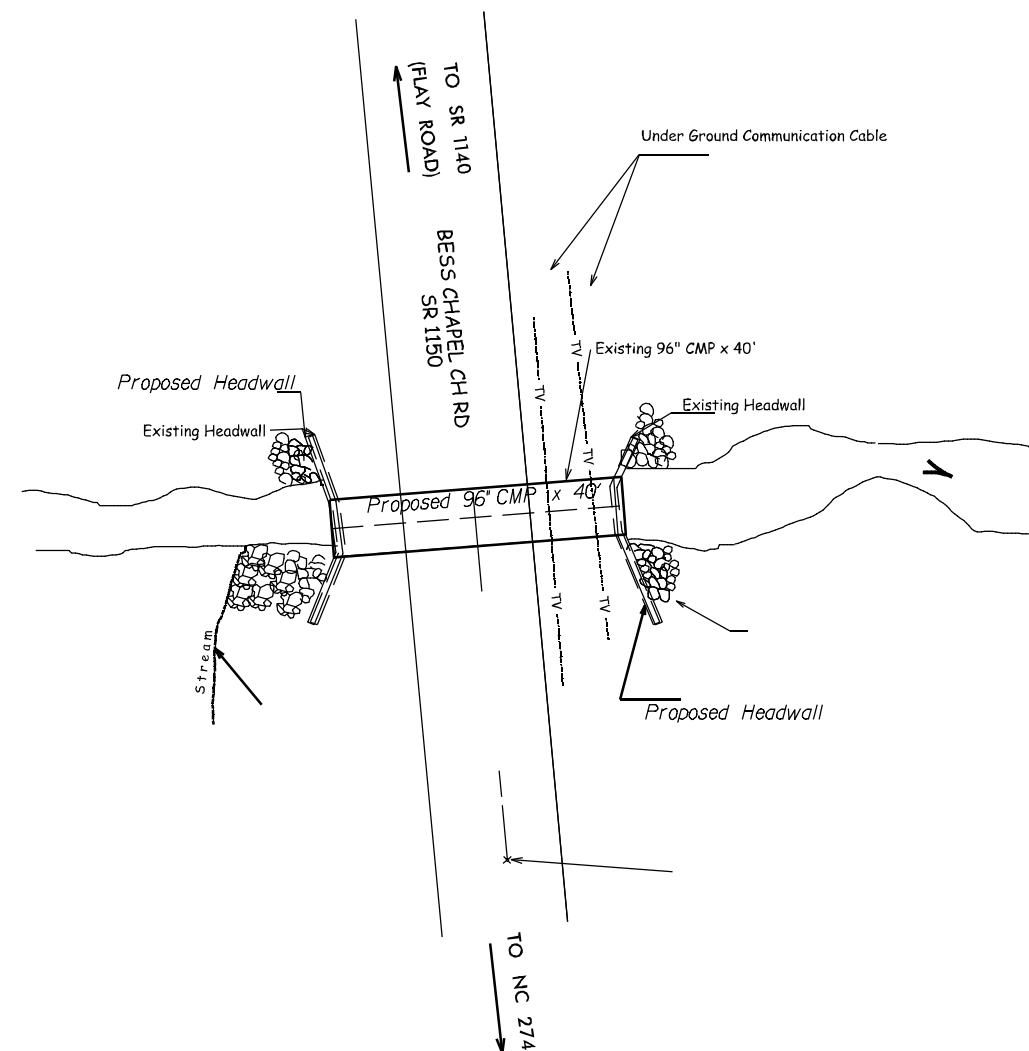 TO SR 1140
(FLAY ROAD)
Under Ground Communication Cable
BESS CHAPEL CH RD
SR 1150
TV
Existing 96" CMP x 40'
TV
Proposed Headwall
Existing Headwall
Existing Headwall
TV
Proposed 96" CMP x 40'
TV
TV
Stream
Proposed Headwall
TO NC 274